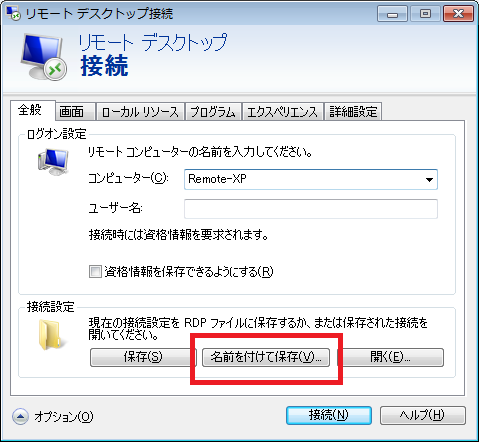 リモート デスクトップ接続
リモート デスクトップ
接続
全般 画面 ローカル リソース プログラム エクスペリエンス 詳細設定
ログオン設定
リモート コンピューターの名前を入力してください。
コンピューター(C): Remote-XP
ユーザー名:
接続時には資格情報を要求されます。
資格情報を保存できるようにする(R)
接続設定
現在の接続設定を RDP ファイルに保存するか、または保存された接続を
開いてください。
保存(S) 名前を付けて保存(V)... 開く(E)...
オプション(O) 接続(N) ヘルプ(H)